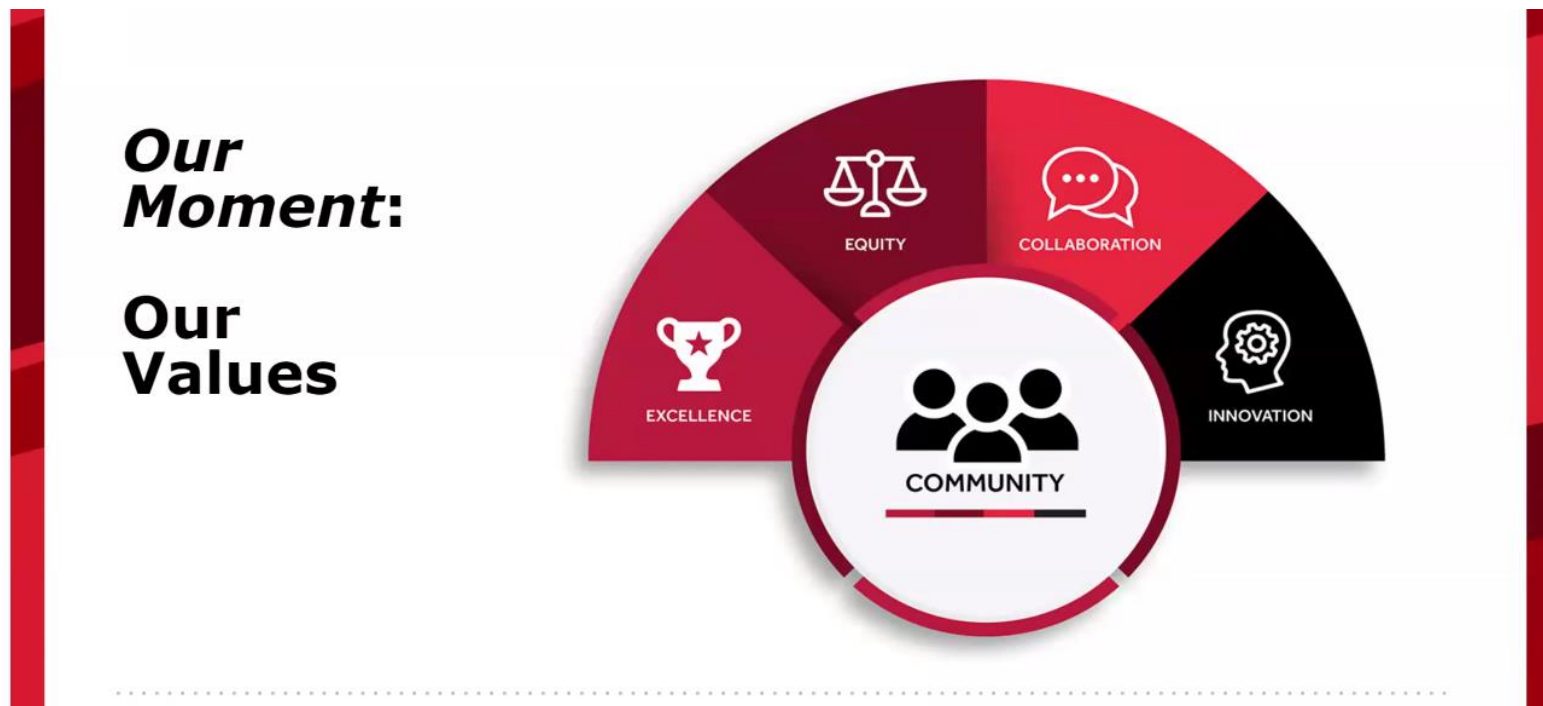 Our
Moment:
Our
Values
EQUITY
COLLABORATION
EXCELLENCE
INNOVATION
COMMUNITY